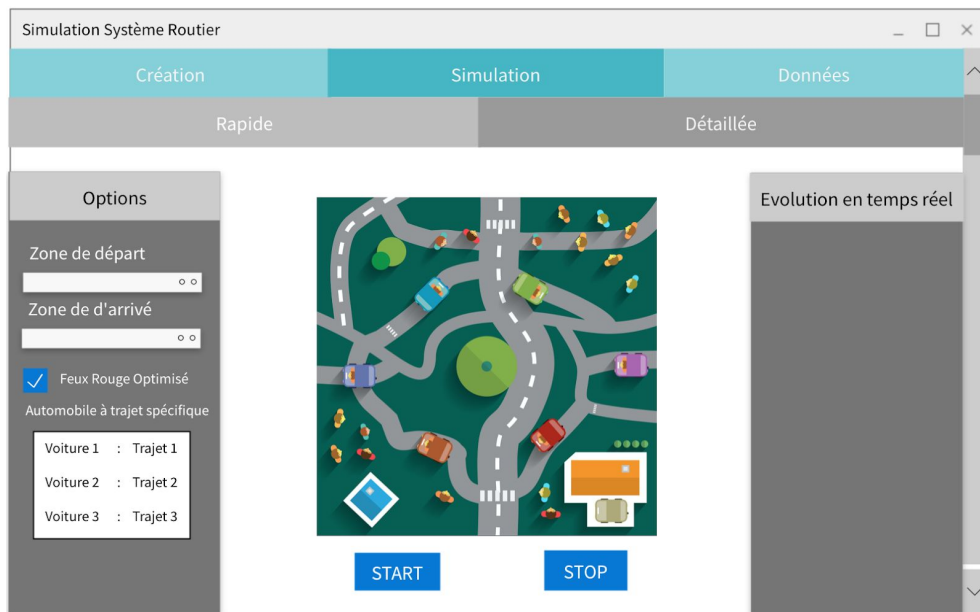 Simulation Système Routier
Création
Simulation
Données
Rapide
Détaillée
Options
Zone de départ
Zone de d'arrivé
Feux Rouge Optimisé
Automobile à trajet spécifique
Voiture 1 : Trajet 1
Voiture 2 : Trajet 2
Voiture 3 : Trajet 3
START
STOP
Evolution en temps réel